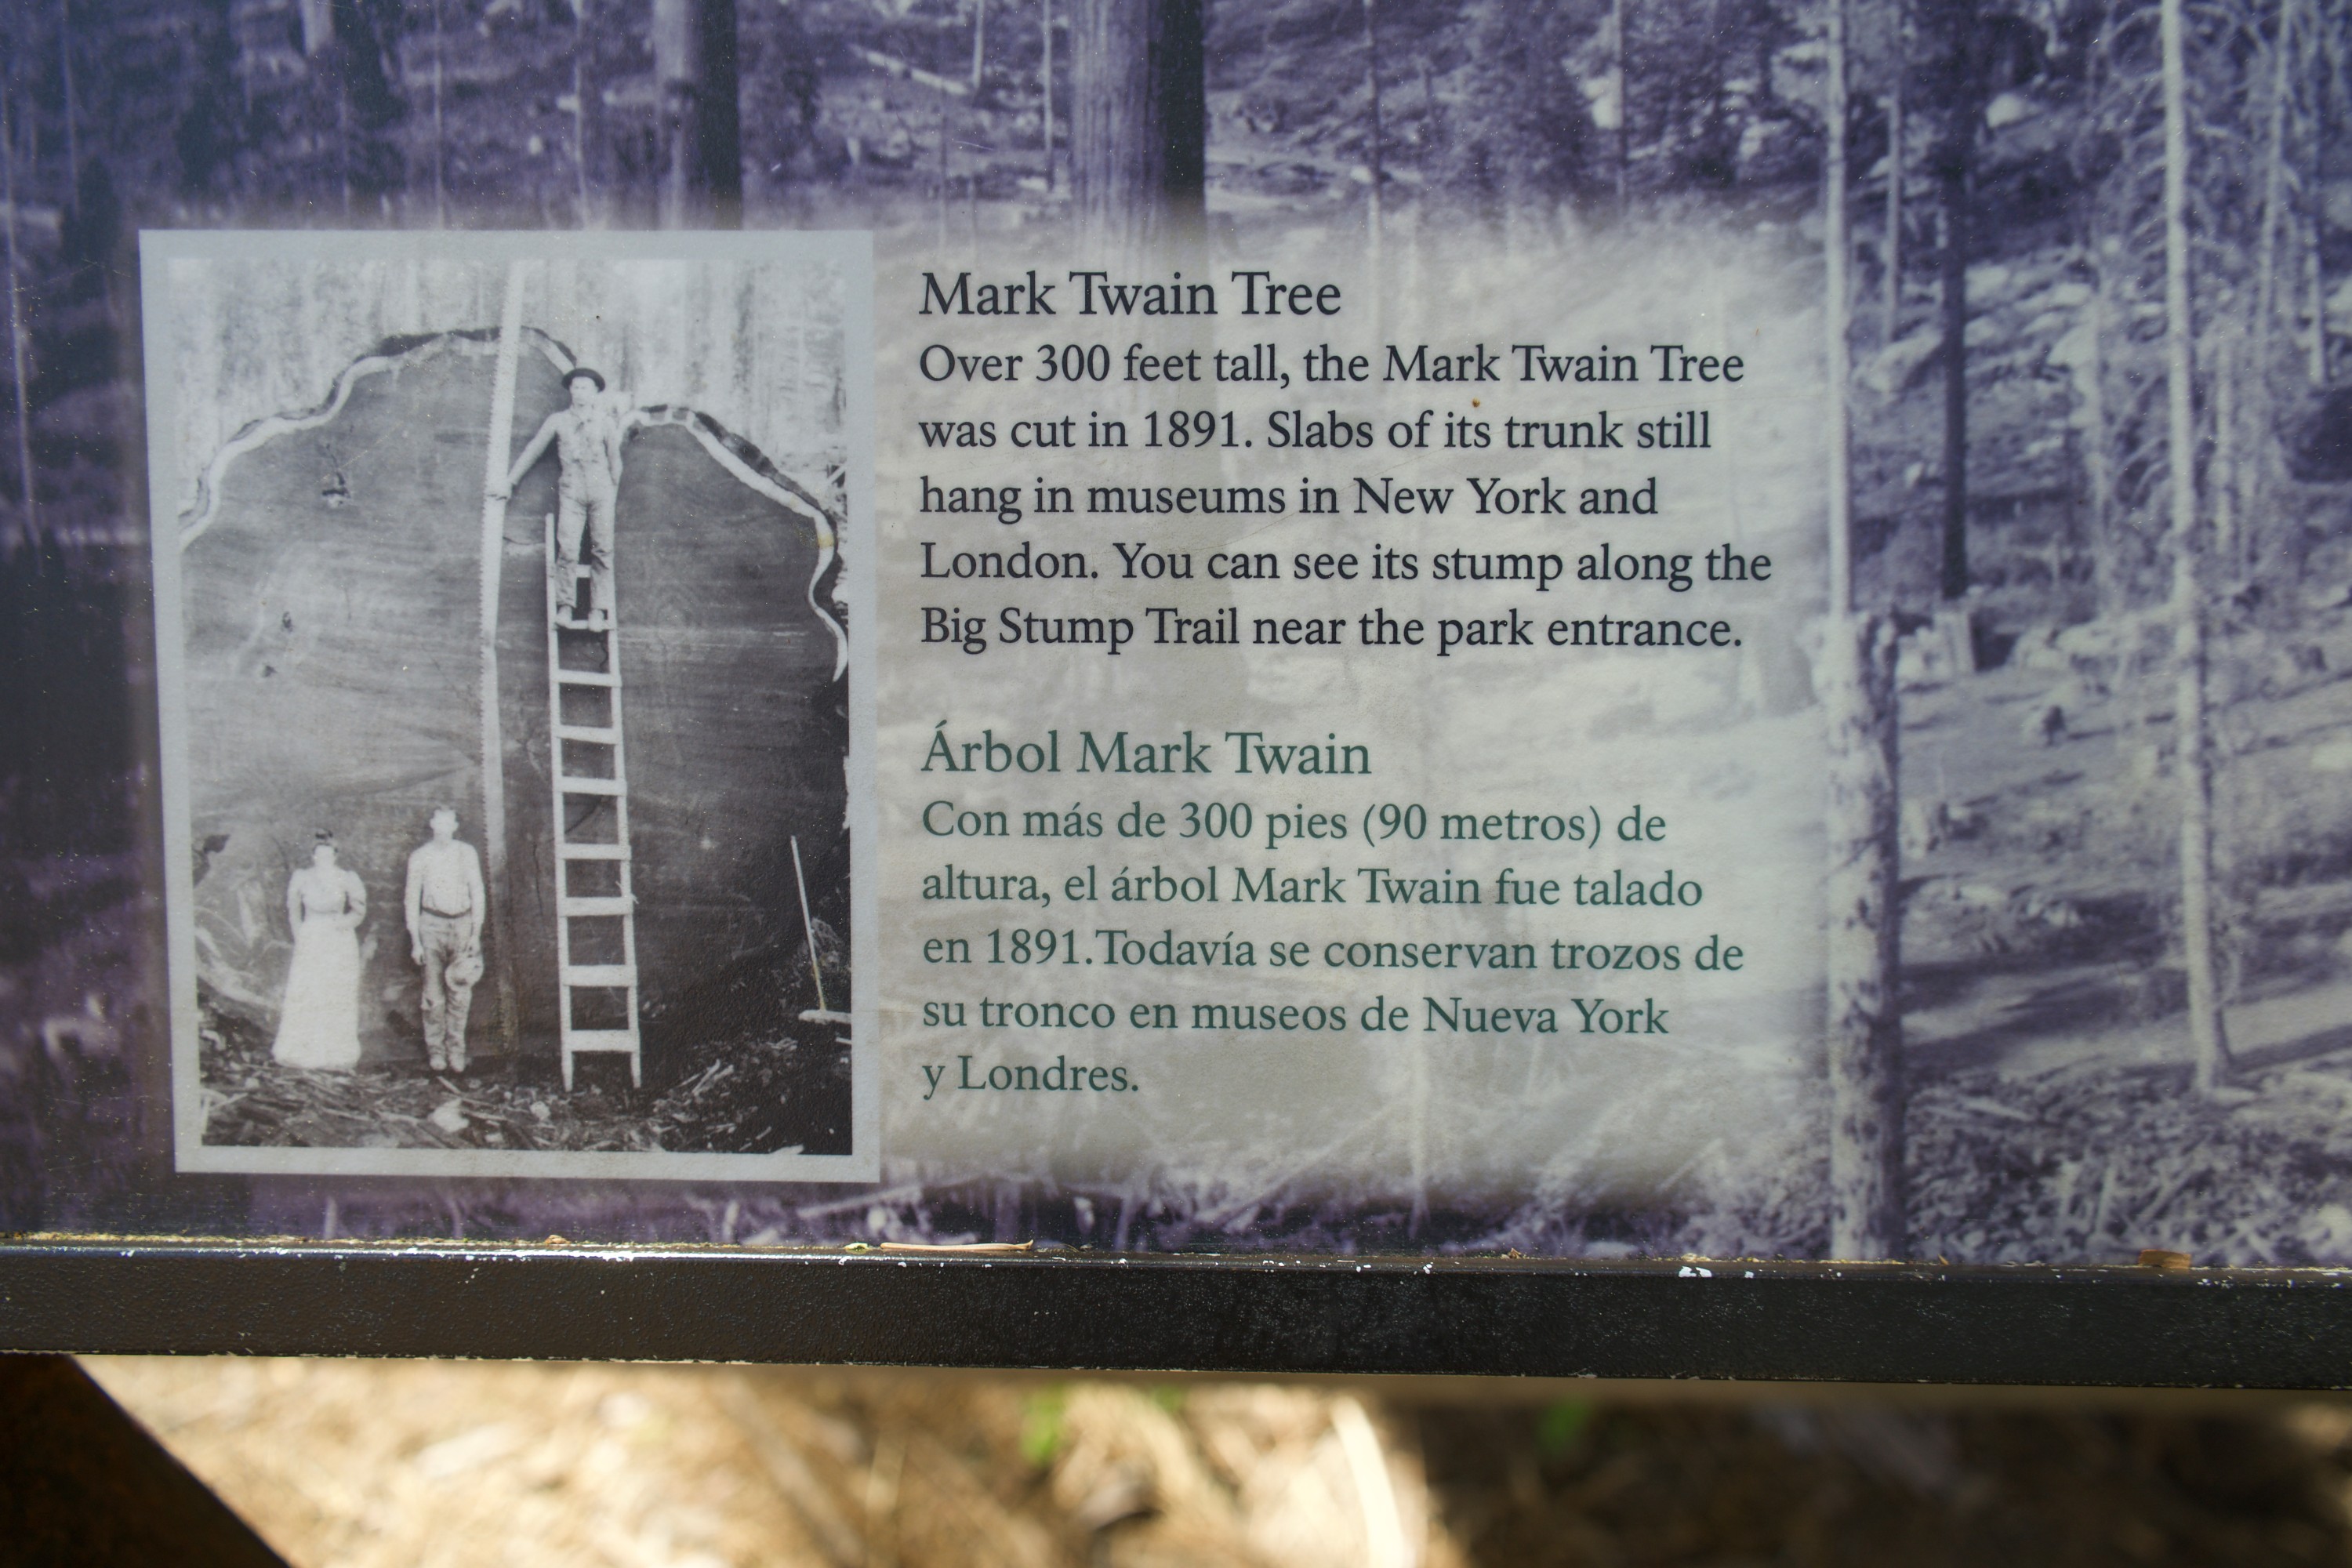 Mark Twain Tree
Over 300 feet tall, the Mark Twain Tree
was cut in 1891. Slabs of its trunk still
hang in museums in New York and
London. You can see its stump along the
Big Stump Trail near the park entrance.
Árbol Mark Twain
Con más de 300 pies (90 metros) de
altura, el árbol Mark Twain fue talado
en 1891.Todavía se conservan trozos de
su tronco en museos de Nueva York
y Londres.